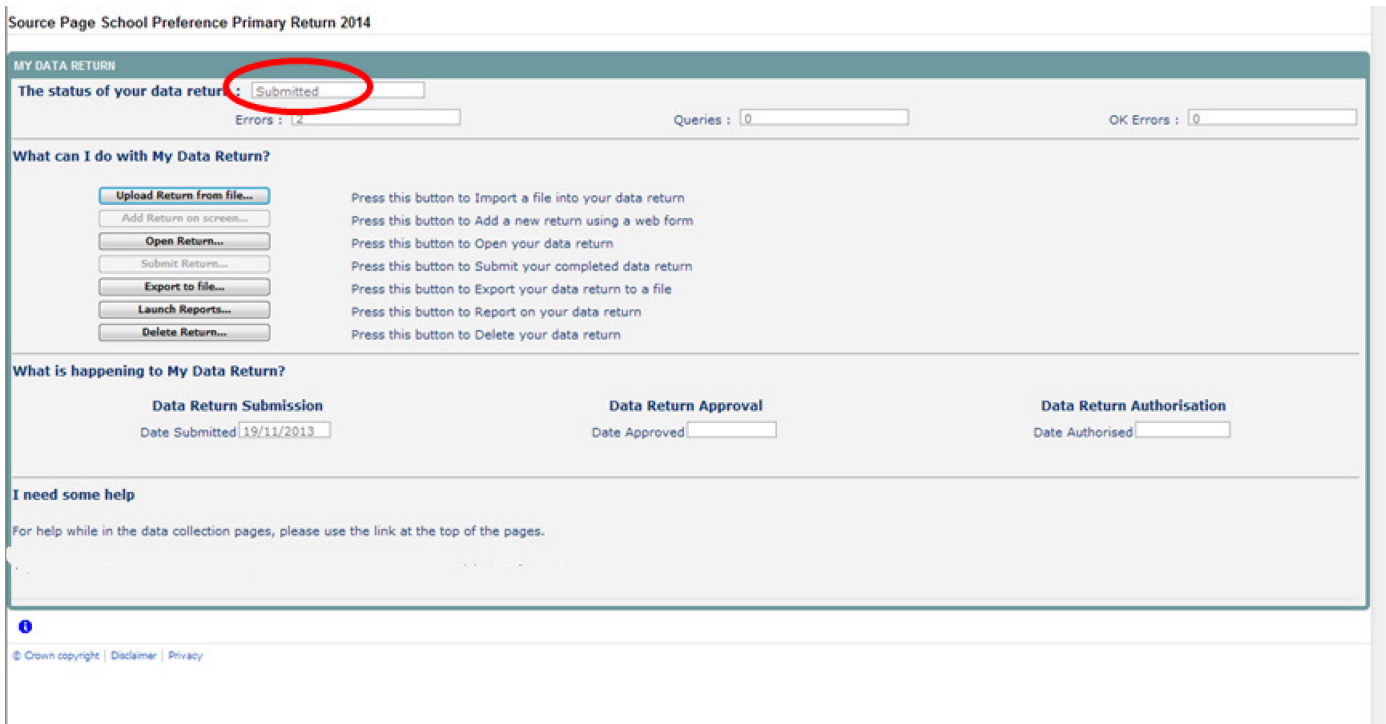 Source Page School Preference Primary Return 2014
MY DATA RETURN
The status of your data return : Submitted
Errors : 2 Queries : 0 OK Errors : 0
What can I do with My Data Return?
Upload Return from file... Press this button to Import a file into your data return
Add Return on screen... Press this button to Add a new return using a web form
Open Return... Press this button to Open your data return
Submit Return... Press this button to Submit your completed data return
Export to file... Press this button to Export your data return to a file
Launch Reports... Press this button to Report on your data return
Delete Return... Press this button to Delete your data return
What is happening to My Data Return?
Data Return Submission Data Return Approval Data Return Authorisation
Date Submitted 19/11/2013 Date Approved Date Authorised
I need some help
For help while in the data collection pages, please use the link at the top of the pages.
© Crown copyright | Disclaimer | Privacy